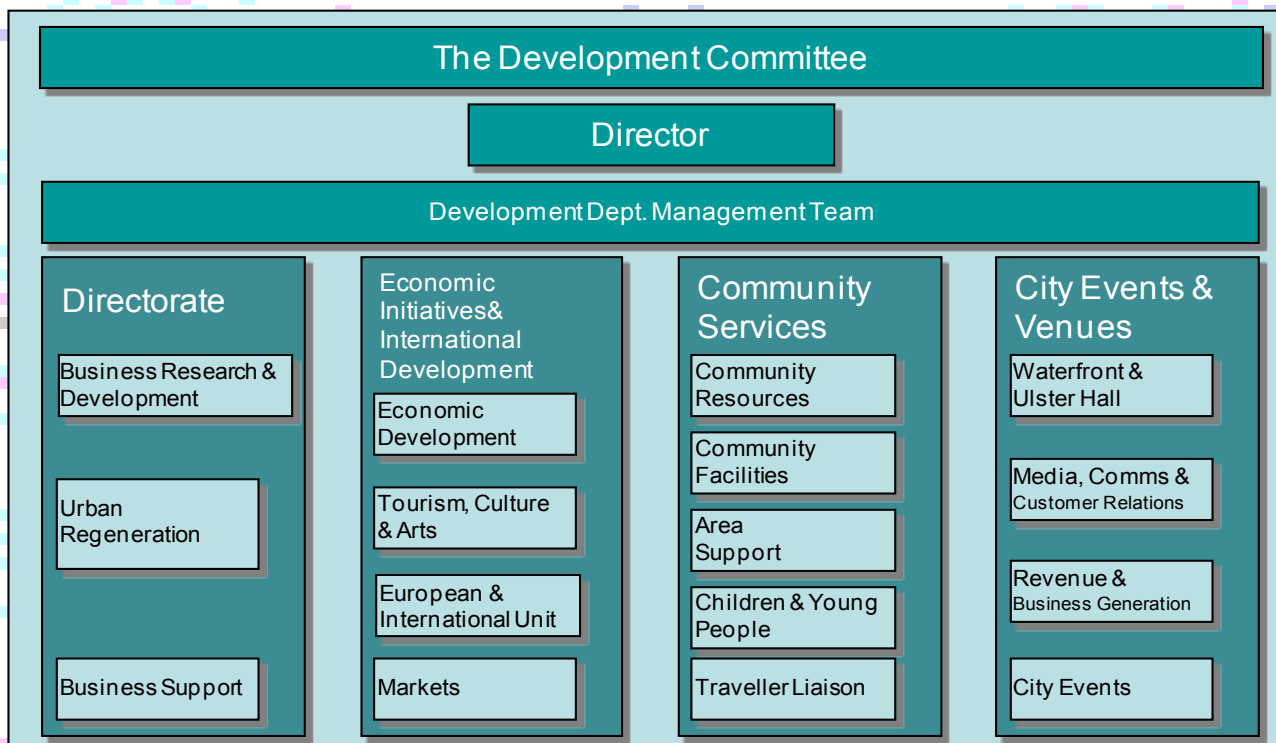 The Development Committee
Director
Development Dept. Management Team
Directorate
Business Research &
Development
Urban
Regeneration
Business Support
Economic
Initiatives&
International
Development
Economic
Development
Tourism, Culture
& Arts
European &
International Unit
Markets
Community
Services
Community
Resources
Community
Facilities
Area
Support
Children & Young
People
Traveller Liaison
City Events &
Venues
Waterfront &
Ulster Hall
Media, Comms &
Customer Relations
Revenue &
Business Generation
City Events